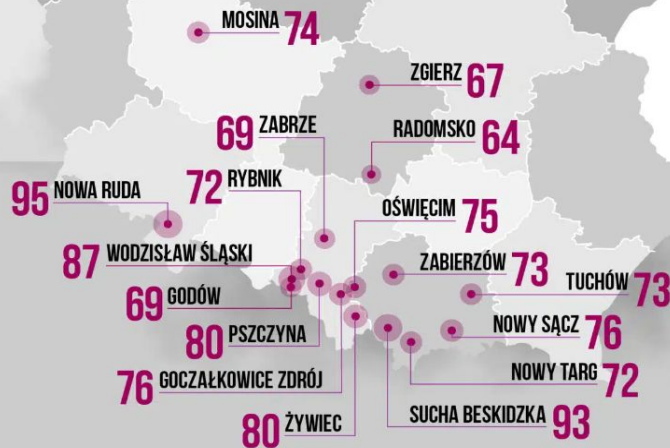 MOSINA 74
ZGIERZ 67
69 ZABRZE
RADOMSKO 64
72 RYBNIK
95 NOWA RUDA
OŚWIĘCIM 75
87 WODZISŁAW ŚLĄSKI
ZABIERZÓW 73
TUCHÓW 73
69 GODÓW
80 PSZCZYNA
NOWY SĄCZ 76
76 GOCZAŁKOWICE ZDRÓJ
NOWY TARG 72
80 ŻYWIEC
SUCHA BESKIDZKA 93